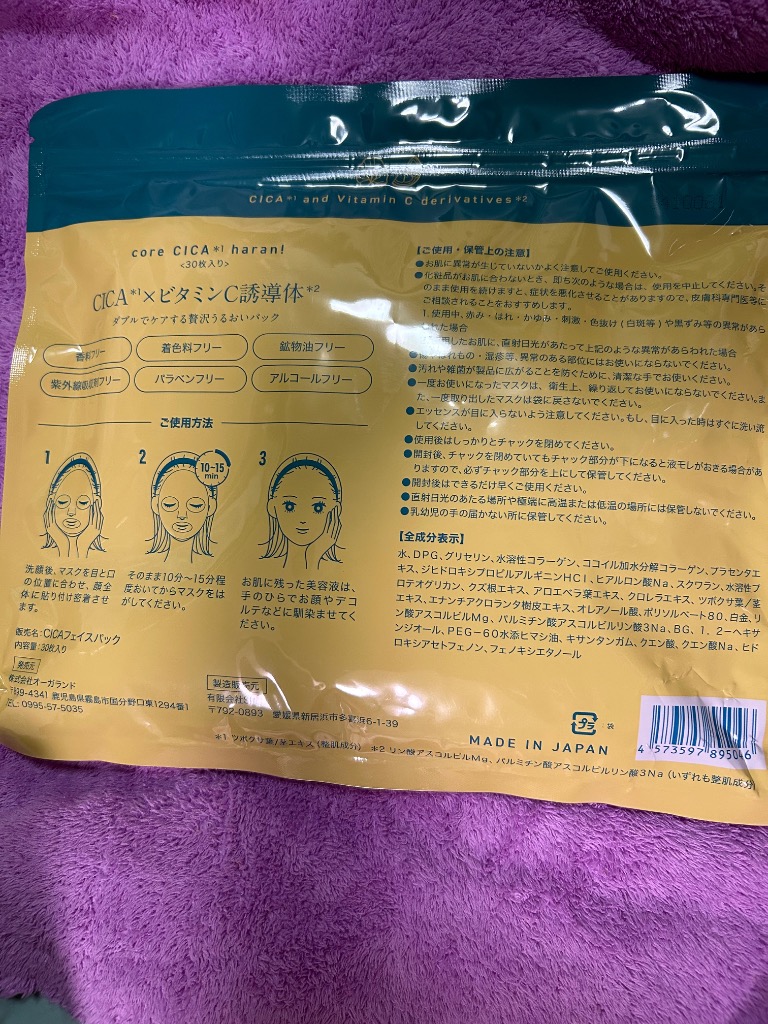 CICA*1 and Vitamin C derivatives*2
core CICA*1 haran!
<30枚入り>
CICA*1×ビタミンC誘導体*2
ダブルでケアする贅沢うるおいパック
香料フリー
着色料フリー
鉱物油フリー
紫外線吸収剤フリー
パラベンフリー
アルコールフリー
ご使用方法
1
洗顔後、マスクを目と口
の位置に合わせ、顔全
体に貼り付け密着させ
ます。
2
10~15
min
そのまま10分〜15分程
度おいてからマスクをは
がしてください。
3
お肌に残った美容液は、
手のひらでお顔やデコ
ルテなどに馴染ませてく
ださい。
販売名：CICAフェイスパック
内容量：30枚入り
発売元
株式会社オーガランド
〒899-4341 鹿児島県霧島市国分野口東1294番1
TEL：0995-57-5035
製造販売元
有限会社
〒792-0893 愛媛県新居浜市多喜浜6-1-39
【ご使用・保管上の注意】
●お肌に異常が生じていないかよく注意してご使用ください。
●化粧品がお肌に合わないとき、即ち次のような場合は、使用を中止してください。そ
のまま使用を続けますと、症状を悪化させることがありますので、皮膚科専門医等に
ご相談されることをおすすめします。
1.使用中、赤み・はれ・かゆみ・刺激・色抜け(白斑等)や黒ずみ等の異常があら
われた場合
使用したお肌に、直射日光があたって上記のような異常があらわれた場合
はれもの・湿疹等、異常のある部位にはお使いにならないでください。
●汚れや雑菌が製品に広がることを防ぐために、清潔な手でお使いください。
●一度お使いになったマスクは、衛生上、繰り返してお使いにならないでください。ま
た、一度取り出したマスクは袋に戻さないでください。
●エッセンスが目に入らないよう注意してください。もし、目に入った時はすぐに洗い流
してください。
●使用後はしっかりとチャックを閉めてください。
●開封後、チャックを閉めていてもチャック部分が下になると液モレがおきる場合があ
りますので、必ずチャック部分を上にして保管してください。
●開封後はできるだけ早くご使用ください。
●直射日光のあたる場所や極端に高温または低温の場所には保管しないでください。
●乳幼児の手の届かない所に保管してください。
【全成分表示】
水、DPG、グリセリン、水溶性コラーゲン、ココイル加水分解コラーゲン、プラセンタエ
キス、ジヒドロキシプロピルアルギニンHCl、ヒアルロン酸Na、スクワラン、水溶性プ
ロテオグリカン、クズ根エキス、アロエベラ葉エキス、クロレラエキス、ツボクサ葉/茎
エキス、エナンチアクロランタ樹皮エキス、オレアノール酸、ポリソルベート80、白金、リ
ン酸アスコルビルMg、パルミチン酸アスコルビルリン酸3Na、BG、1,2-ヘキサ
ンジオール、PEG-60水添ヒマシ油、キサンタンガム、クエン酸、クエン酸Na、ヒド
ロキシアセトフェノン、フェノキシエタノール
プラ
：袋
MADE IN JAPAN
4 573597 895046
*1 ツボクサ葉/茎エキス（整肌成分） *2 リン酸アスコルビルMg、パルミチン酸アスコルビルリン酸3Na（いずれも整肌成分）